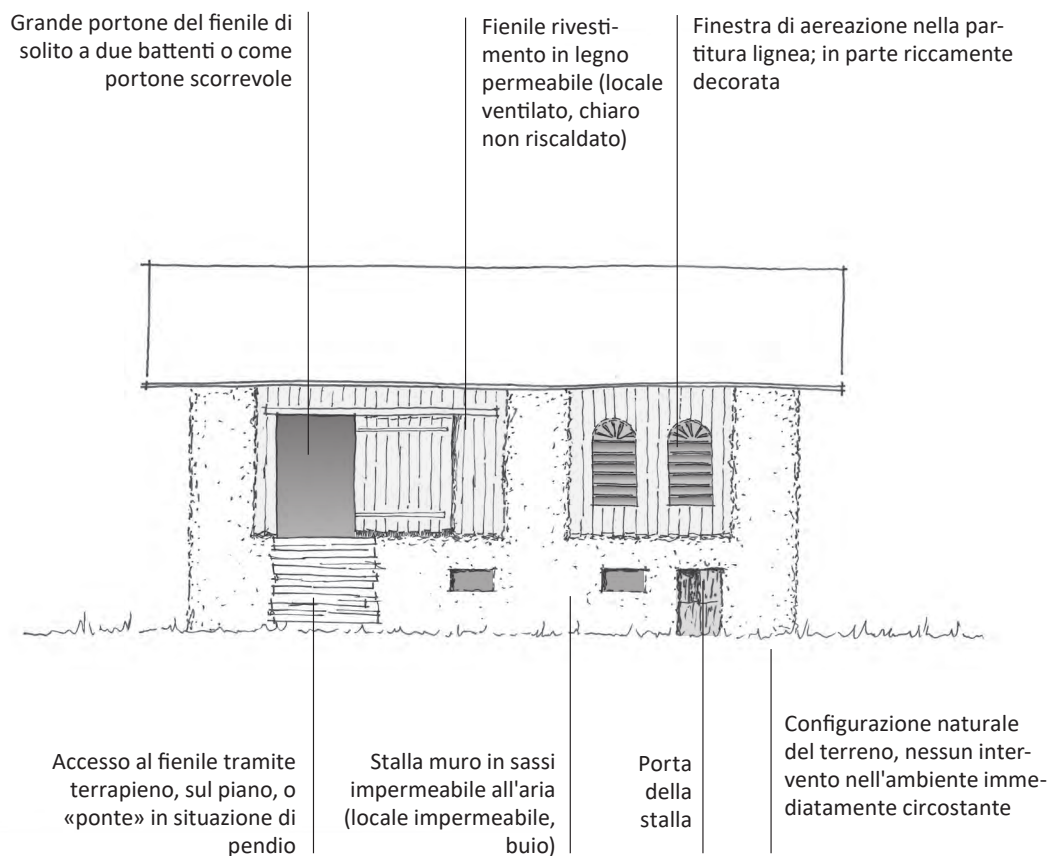 Grande portone del fienile di
solito a due battenti o come
portone scorrevole
Fienile rivesti-
mento in legno
permeabile (locale
ventilato, chiaro
non riscaldato)
Finestra di aereazione nella par-
titura lignea; in parte riccamente
decorata
Accesso al fienile tramite
terrapieno, sul piano, o
«ponte» in situazione di
pendio
Stalla muro in sassi
impermeabile all'aria
(locale impermeabile,
buio)
Porta
della
stalla
Configurazione naturale
del terreno, nessun inter-
vento nell'ambiente imme-
diatamente circostante